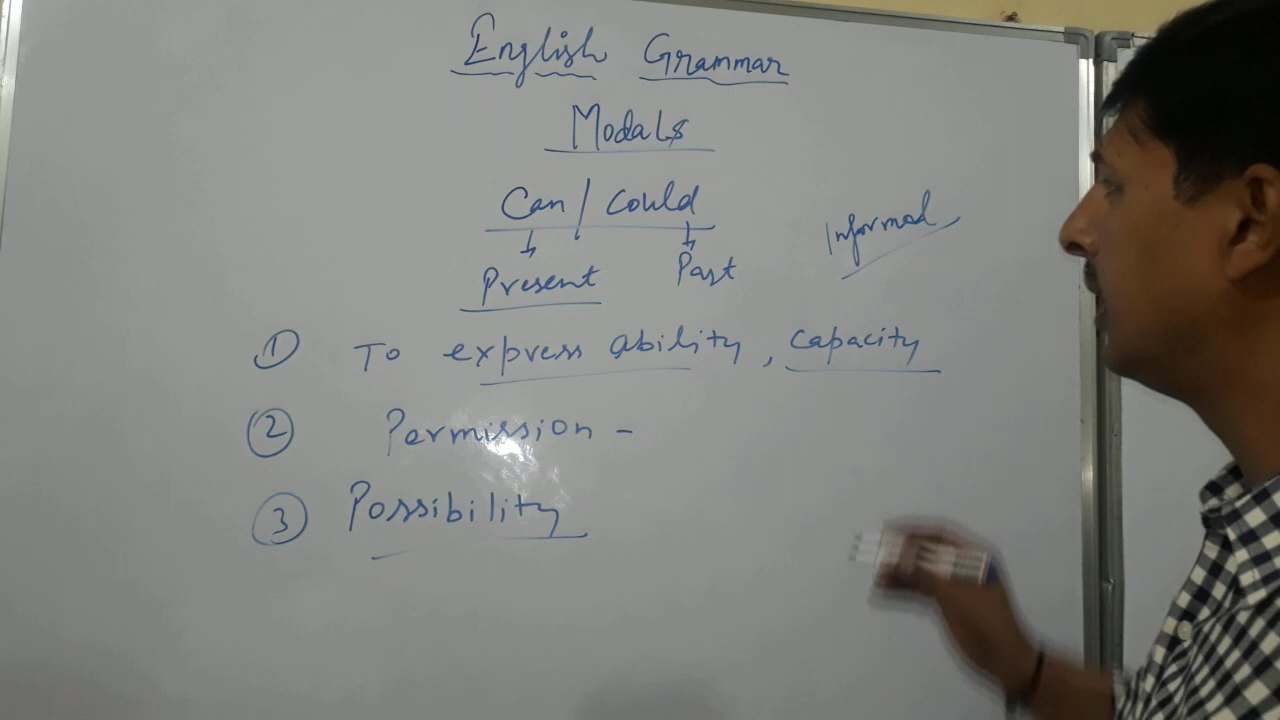 English Grammar
Modals
Can / Could
Present Past
Informal
① To express ability, capacity
② Permission -
③ Possibility